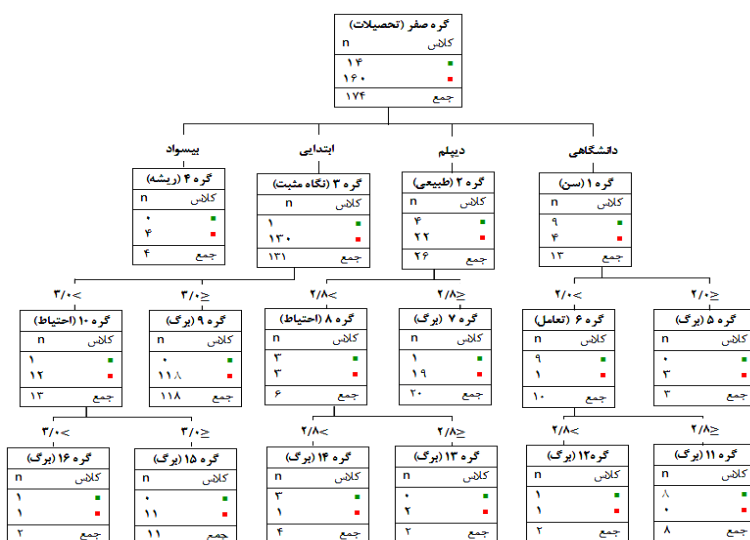 گره صفر (تحصیلات)
کلاس n
۱۴
۱۶۰
جمع ۱۷۴
دانشگاهی
دیپلم
ابتدایی
بیسواد
گره ۱ (سن)
کلاس n
۹
۴
جمع ۱۳
گره ۲ (طبیعی)
کلاس n
۴
۲۲
جمع ۲۶
گره ۳ (نگاه مثبت)
کلاس n
۱
۱۳۰
جمع ۱۳۱
گره ۴ (ریشه)
کلاس n
۰
۴
جمع ۴
۲/۰≤
۲/۰<
۲/۸≤
۲/۸>
۳/۰≤
۳/۰>
گره ۵ (برگ)
کلاس n
۰
۳
جمع ۳
گره ۶ (تعامل)
کلاس n
۹
۱
جمع ۱۰
گره ۷ (برگ)
کلاس n
۱
۱۹
جمع ۲۰
گره ۸ (احتیاط)
کلاس n
۳
۳
جمع ۶
گره ۹ (برگ)
کلاس n
۰
۱۱۸
جمع ۱۱۸
گره ۱۰ (احتیاط)
کلاس n
۱
۱۲
جمع ۱۳
۲/۸≥
۲/۸<
۲/۸≥
۲/۸>
۳/۰≤
۳/۰>
گره ۱۱ (برگ)
کلاس n
۸
۰
جمع ۸
گره ۱۲ (برگ)
کلاس n
۱
۱
جمع ۲
گره ۱۳ (برگ)
کلاس n
۰
۲
جمع ۲
گره ۱۴ (برگ)
کلاس n
۳
۱
جمع ۴
گره ۱۵ (برگ)
کلاس n
۰
۱۱
جمع ۱۱
گره ۱۶ (برگ)
کلاس n
۱
۱
جمع ۲